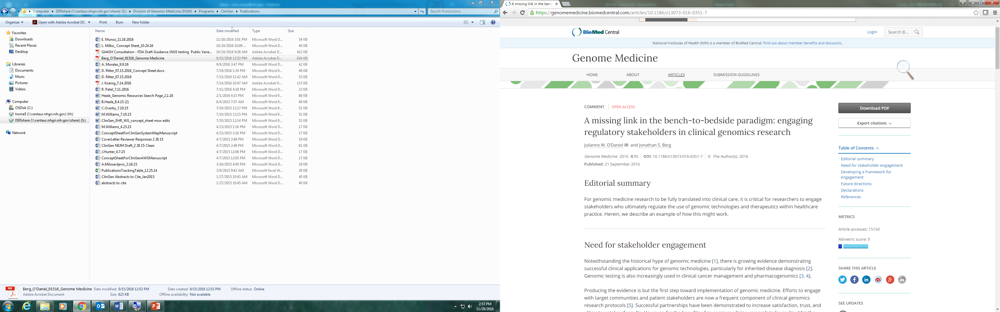 Computer ▸ DERshare (\\centaur.nhgri.nih.gov\share) (S:) ▸ Division of Genomic Medicine (DGM) ▸ Programs ▸ ClinGen ▸ Publications
Search Publications
Organize Open with Adobe Acrobat DC Print Burn New folder
Favorites
Downloads
Recent Places
Desktop
Libraries
Documents
Music
Pictures
Videos
Computer
OSDisk (C:)
home$ (\\centaur.nhgri.nih.gov) (H:)
DERshare (\\centaur.nhgri.nih.gov\share) (S:)
Network
Name Date modified Type Size
E. Munoz_11.16.2016 11/16/2016 3:01 PM Microsoft Word D... 54 KB
L. Milko_ Concept Sheet_10.24.16 10/24/2016 10:09 ... Microsoft Word D... 40 KB
GA4GH Consultation - FDA Draft Guidance (NGS testing Public Varia... 10/24/2016 9:28 AM Adobe Acrobat D... 412 KB
Berg_O'Daniel_91516_Genome Medicine 9/15/2016 12:53 PM Adobe Acrobat D... 624 KB
A. Morales_9.9.16 9/9/2016 3:47 PM Microsoft Word D... 42 KB
D. Ritter_07.15.2016_Concept Sheet.docx 7/19/2016 1:34 PM Microsoft Word 9... 48 KB
D. Ritter_07.15.2016 7/15/2016 11:42 AM Microsoft Word D... 53 KB
J. Koenig_7.14.2016 7/14/2016 10:47 AM Adobe Acrobat D... 115 KB
R. Patel_7.11.2016 7/11/2016 4:18 PM Microsoft Word D... 23 KB
Heale_Genomic Resources Search Page_2.1.16 2/1/2016 4:15 PM Microsoft Word 9... 66 KB
B.Heale_8.4.15 (2) 8/4/2015 7:57 AM Microsoft Word 9... 49 KB
C.Overby_7.10.15 7/10/2015 12:17 PM Microsoft Word 9... 51 KB
M.Williams_7.10.15 7/10/2015 12:15 PM Microsoft Word 9... 51 KB
ClinGen_EHR_WG_concept_sheet msw edits 7/10/2015 12:14 PM Microsoft Word 9... 51 KB
M.Williams_4.23.15 4/23/2015 1:16 PM Microsoft Word D... 17 KB
ConceptSheetForClinGenSystemMapManuscript 4/23/2015 1:16 PM Microsoft Word D... 17 KB
CoverLetter Reviewer Responses 2 26 15 4/7/2015 2:48 PM Microsoft Word D... 19 KB
ClinGen NEJM Draft_2 26 15 Clean 4/7/2015 2:48 PM Microsoft Word D... 61 KB
J.Hunter_4.7.15 4/7/2015 12:06 PM Microsoft Word D... 17 KB
ConceptSheetForClinGenAWGManuscript 4/7/2015 12:05 PM Microsoft Word D... 17 KB
A.Milosavljevic_3.16.15 3/16/2015 4:00 PM Microsoft Word D... 19 KB
PublicationsTrackingTable_12.25.14 3/9/2015 9:42 AM Microsoft Excel W... 29 KB
ClinGen Abstracts to Cite_Jan2015 1/27/2015 10:45 AM Microsoft Word D... 40 KB
abstracts to cite 1/27/2015 10:45 AM Microsoft Word D... 40 KB
PDF
Berg_O'Daniel_91516_Genome Medicine Date modified: 9/15/2016 12:53 PM Date created: 9/15/2016 12:53 PM Offline status: Online
Adobe Acrobat Document Size: 623 KB Offline availability: Not available
2:53 PM
11/29/2016
A missing link in the benc
https://genomemedicine.biomedcentral.com/articles/10.1186/s13073-016-0351-7
BioMed Central
Login Search B...
National Institutes of Health (NIH) is a member of BioMed Central. Find out about member benefits and discounts.
Genome Medicine
HOME ABOUT ARTICLES SUBMISSION GUIDELINES
COMMENT OPEN ACCESS
A missing link in the bench-to-bedside paradigm: engaging
regulatory stakeholders in clinical genomics research
Julianne M. O'Daniel and Jonathan S. Berg
Genome Medicine 2016 8:95 DOI: 10.1186/s13073-016-0351-7 © The Author(s). 2016
Published: 21 September 2016
Editorial summary
For genomic medicine research to be fully translated into clinical care, it is critical for researchers to engage
stakeholders who ultimately regulate the use of genomic technologies and therapeutics within healthcare
practice. Herein, we describe an example of how this might work.
Need for stakeholder engagement
Notwithstanding the historical hype of genomic medicine [1], there is growing evidence demonstrating
successful clinical applications for genomic technologies, particularly for inherited disease diagnosis [2].
Genomic testing is also increasingly used in clinical cancer management and pharmacogenomics [3, 4].
Producing the evidence is but the first step toward implementation of genomic medicine. Efforts to engage
with target communities and patient stakeholders are now a frequent component of clinical genomics
research protocols [5]. Successful partnerships have been demonstrated to increase satisfaction, trust, and
Download PDF
Export citations
Table of Contents
Editorial summary
Need for stakeholder engagement
Developing a framework for
engagement
Future directions
Declarations
References
METRICS
Article accesses: 15150
Altmetric score: 9
SHARE THIS ARTICLE
SEE UPDATES